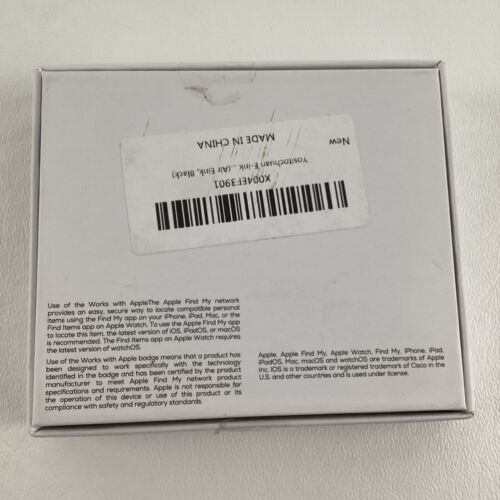 New
MADE IN CHINA
Yositochuan E-ink ... (Air Eink, Black)
X004EF3901
Use of the Works with AppleThe Apple Find My network
provides an easy, secure way to locate compatible personal
items using the Find My app on your iPhone, iPad, Mac, or the
Find Items app on Apple Watch. To use the Apple Find My app
to locate this item, the latest version of iOS, iPadOS, or macOS
is recommended. The Find Items app on Apple Watch requires
the latest version of watchOS.
Use of the Works with Apple badge means that a product has
been designed to work specifically with the technology
identified in the badge and has been certified by the product
manufacturer to meet Apple Find My network product
specifications and requirements. Apple is not responsible for
the operation of this device or use of this product or its
compliance with safety and regulatory standards.
Apple, Apple Find My, Apple Watch, Find My, iPhone, iPad,
iPadOS, Mac, macOS and watchOS are trademarks of Apple
Inc. IOS is a trademark or registered trademark of Cisco in the
U.S. and other countries and is used under license.